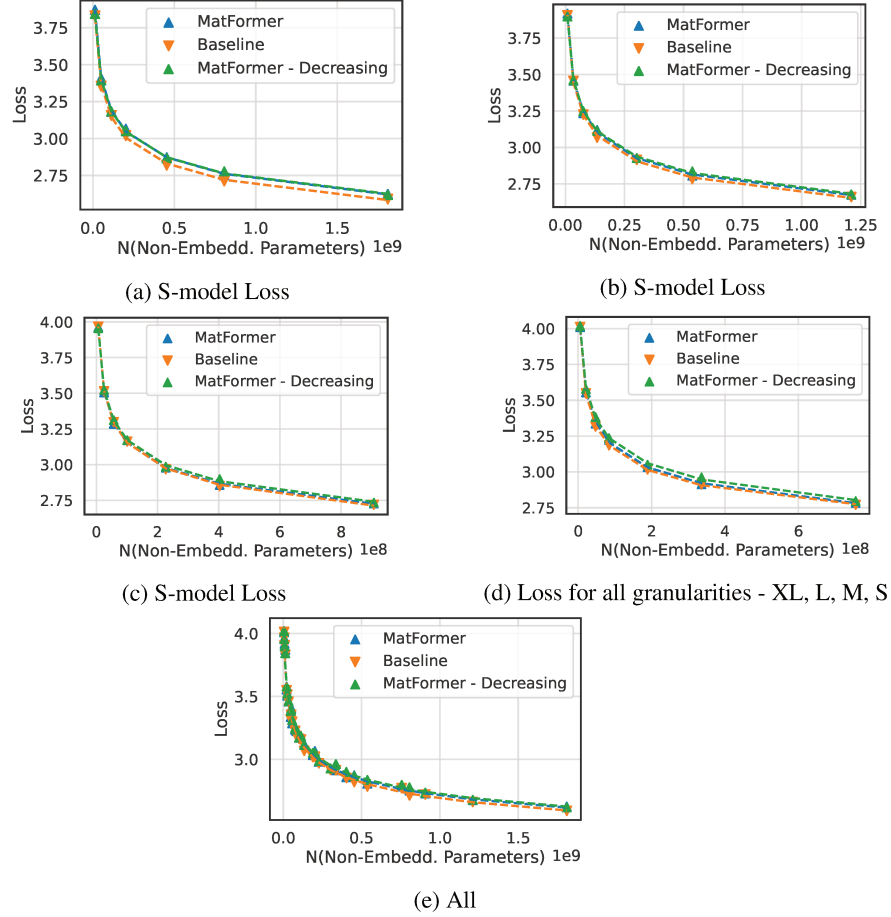 3.75
3.50
3.25
3.00
2.75
Loss
MatFormer
Baseline
MatFormer - Decreasing
0.0 0.5 1.0 1.5
N(Non-Embedd. Parameters) 1e9
(a) S-model Loss
3.75
3.50
3.25
3.00
2.75
Loss
MatFormer
Baseline
MatFormer - Decreasing
0.00 0.25 0.50 0.75 1.00 1.25
N(Non-Embedd. Parameters) 1e9
(b) S-model Loss
4.00
3.75
3.50
3.25
3.00
2.75
Loss
MatFormer
Baseline
MatFormer - Decreasing
0 2 4 6 8
N(Non-Embedd. Parameters) 1e8
(c) S-model Loss
4.00
3.75
3.50
3.25
3.00
2.75
Loss
MatFormer
Baseline
MatFormer - Decreasing
0 2 4 6
N(Non-Embedd. Parameters) 1e8
(d) Loss for all granularities - XL, L, M, S
4.0
3.5
3.0
Loss
MatFormer
Baseline
MatFormer - Decreasing
0.0 0.5 1.0 1.5
N(Non-Embedd. Parameters) 1e9
(e) All